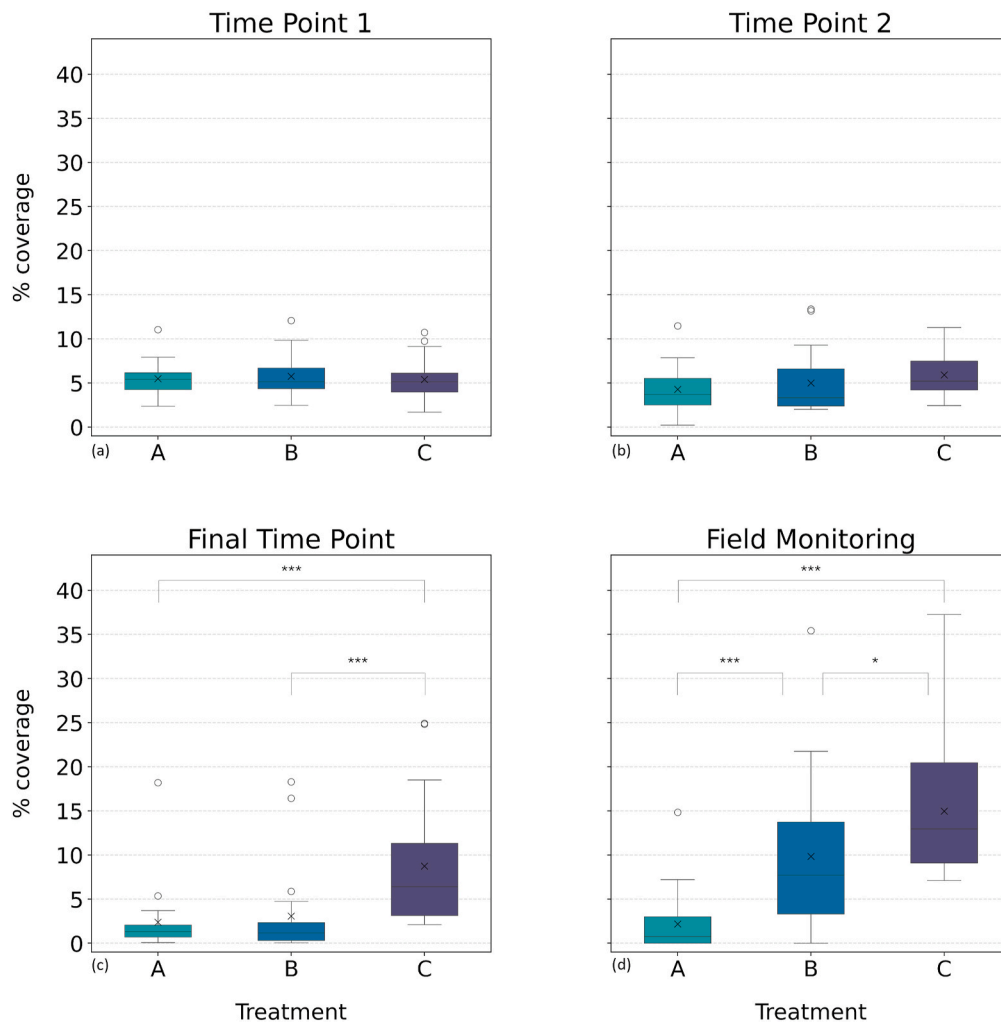 Time Point 1
Time Point 2
% coverage
40
35
30
25
20
15
10
5
0
(a)
A
B
C
(b)
A
B
C
Final Time Point
Field Monitoring
% coverage
40
35
30
25
20
15
10
5
0
***
***
***
***
*
(c)
A
B
C
(d)
A
B
C
Treatment
Treatment